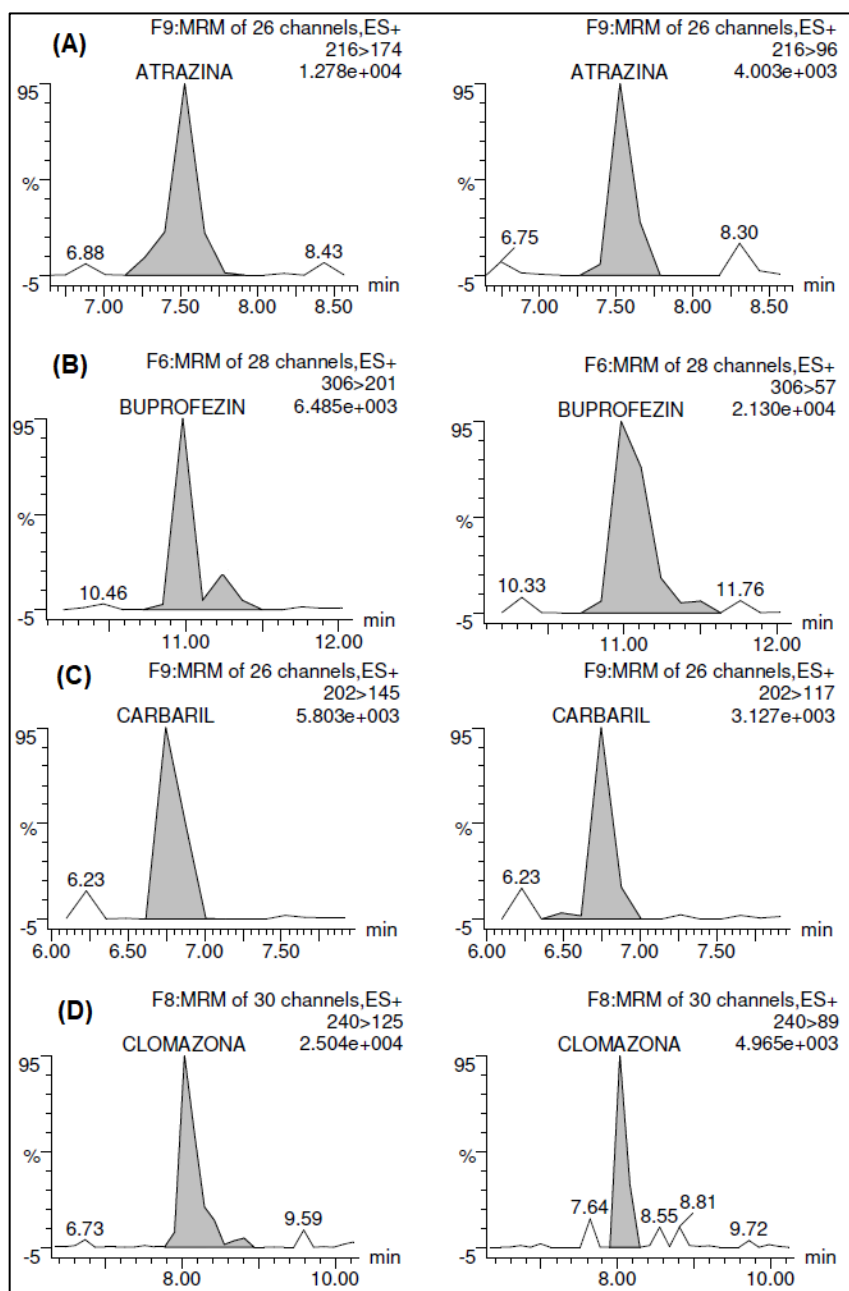 (A)
F9:MRM of 26 channels,ES+
216>174
ATRAZINA
1.278e+004
95
%
-5
6.88
8.43
7.00 7.50 8.00 8.50 min
F9:MRM of 26 channels,ES+
216>96
ATRAZINA
4.003e+003
95
%
-5
6.75
8.30
7.00 7.50 8.00 8.50 min
(B)
F6:MRM of 28 channels,ES+
306>201
BUPROFEZIN
6.485e+003
95
%
-5
10.46
11.00 12.00 min
F6:MRM of 28 channels,ES+
306>57
BUPROFEZIN
2.130e+004
95
%
-5
10.33
11.76
11.00 12.00 min
(C)
F9:MRM of 26 channels,ES+
202>145
CARBARIL
5.803e+003
95
%
-5
6.23
6.00 6.50 7.00 7.50 min
F9:MRM of 26 channels,ES+
202>117
CARBARIL
3.127e+003
95
%
-5
6.23
6.00 6.50 7.00 7.50 min
(D)
F8:MRM of 30 channels,ES+
240>125
CLOMAZONA
2.504e+004
95
%
-5
6.73
9.59
8.00 10.00 min
F8:MRM of 30 channels,ES+
240>89
CLOMAZONA
4.965e+003
95
%
-5
7.64
8.55
8.81
9.72
8.00 10.00 min